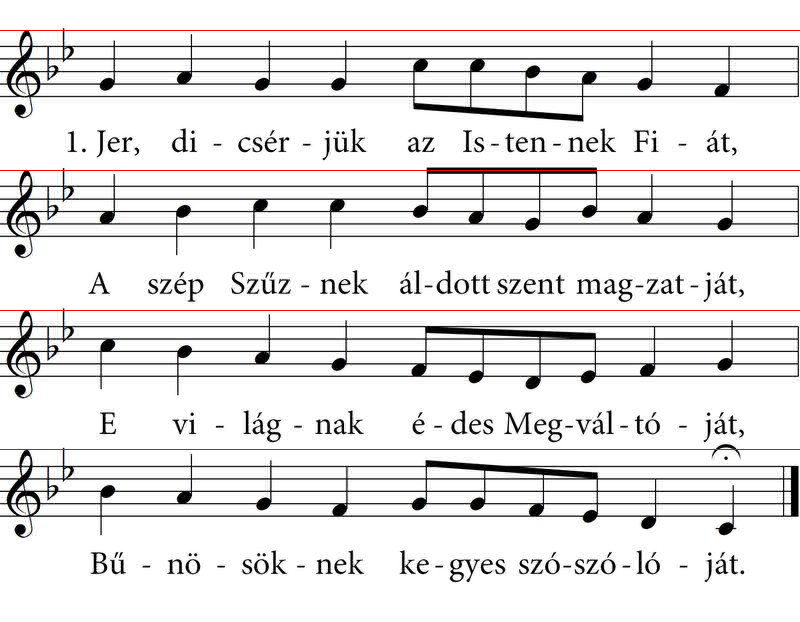 1. Jer, di - csér - jük az Is - ten - nek Fi - át,
A szép Szűz - nek ál - dott szent mag - zat - ját,
E vi - lág - nak é - des Meg - vál - tó - ját,
Bű - nö - sök - nek ke - gyes szó - szó - ló - ját.